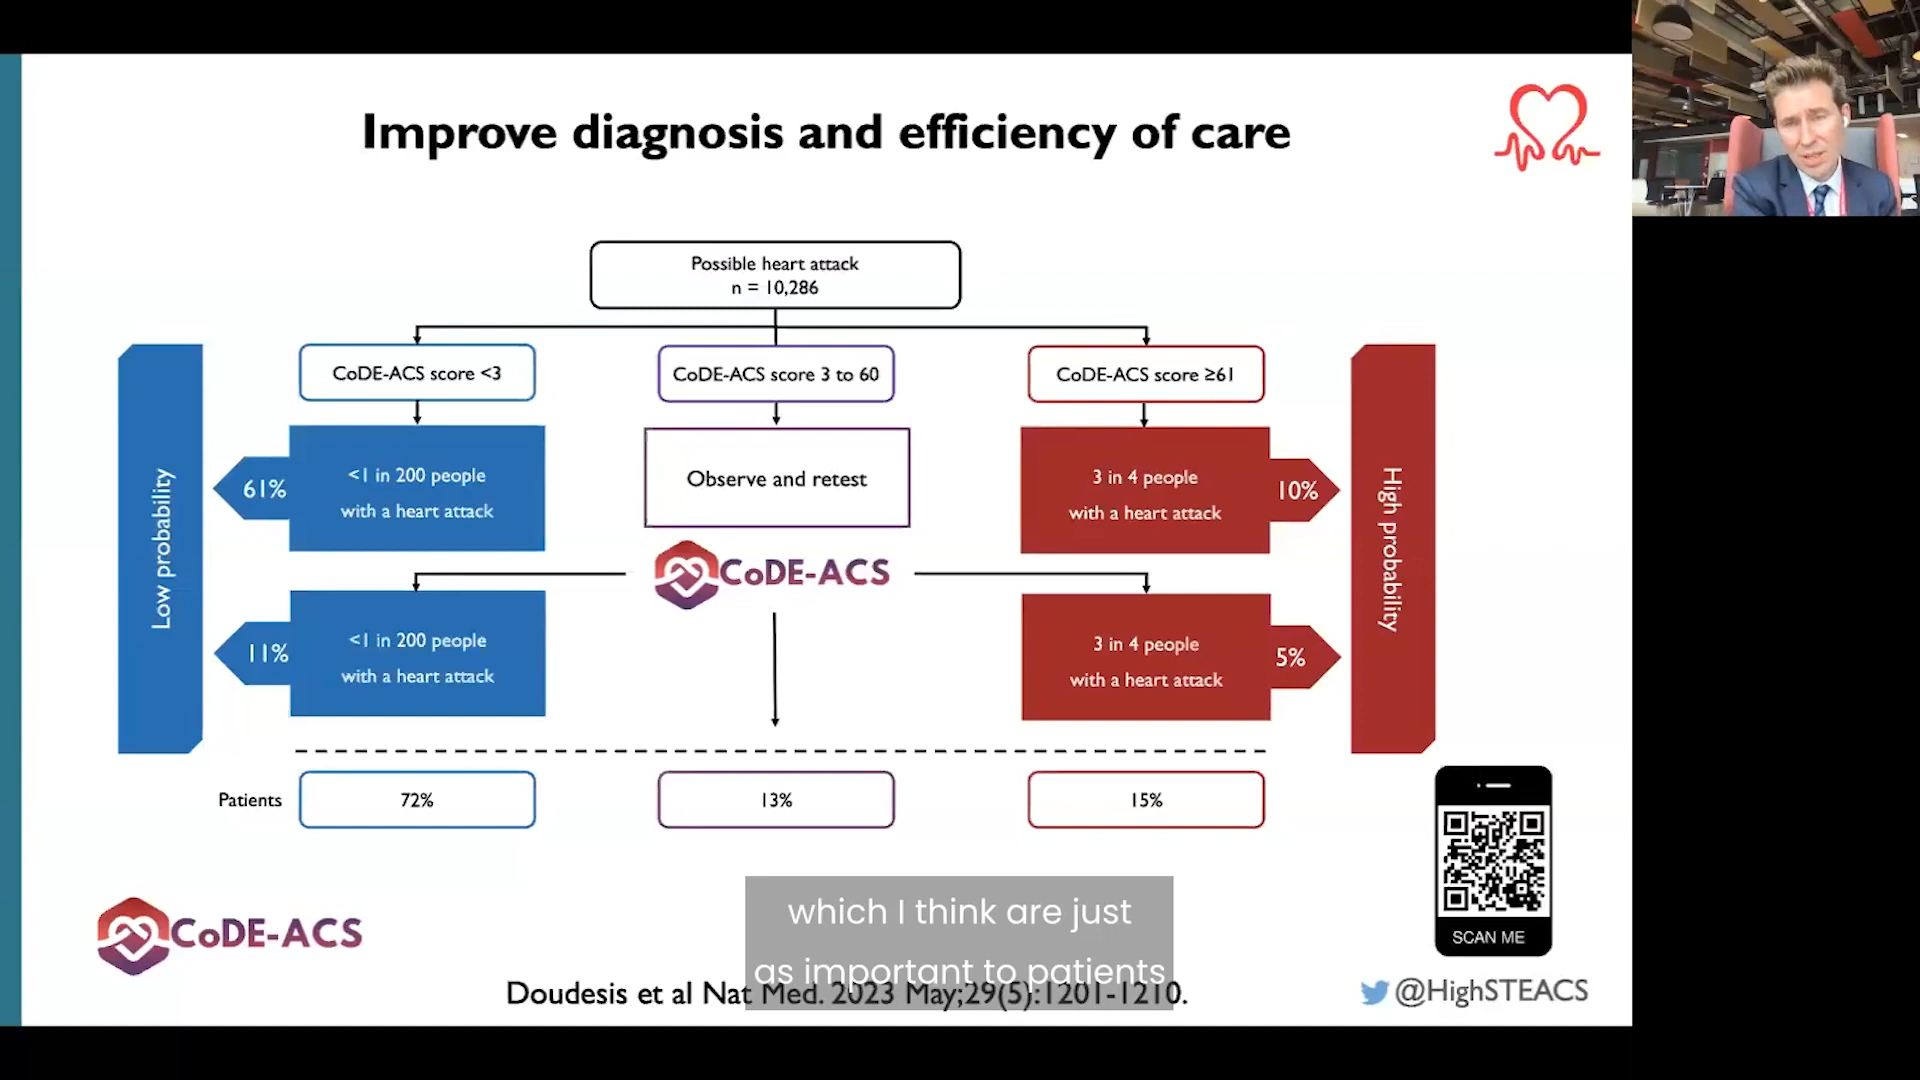 Improve diagnosis and efficiency of care
Possible heart attack
n = 10,286
CoDE-ACS score <3
CoDE-ACS score 3 to 60
CoDE-ACS score ≥61
Low probability
61%
<1 in 200 people
with a heart attack
Observe and retest
3 in 4 people
with a heart attack
10%
High probability
CoDE-ACS
11%
<1 in 200 people
with a heart attack
3 in 4 people
with a heart attack
5%
Patients
72%
13%
15%
SCAN ME
CoDE-ACS
which I think are just
as important to patients
Doudesis et al Nat Med. 2023 May;29(5):1201-1210.
@HighSTEACS